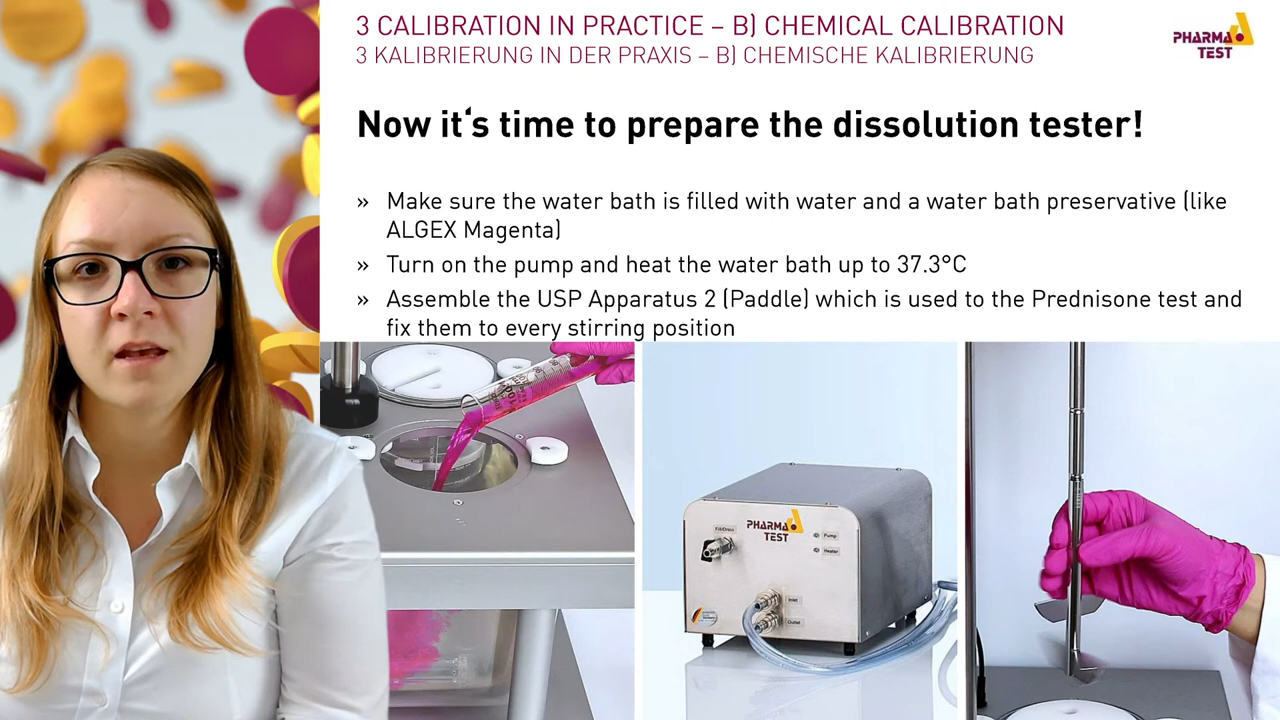 3 CALIBRATION IN PRACTICE – B) CHEMICAL CALIBRATION
3 KALIBRIERUNG IN DER PRAXIS – B) CHEMISCHE KALIBRIERUNG
PHARMA
TEST
Now it‘s time to prepare the dissolution tester!
» Make sure the water bath is filled with water and a water bath preservative (like
ALGEX Magenta)
» Turn on the pump and heat the water bath up to 37.3°C
» Assemble the USP Apparatus 2 (Paddle) which is used to the Prednisone test and
fix them to every stirring position
PHARMA
TEST
Fill/Drain
Pump
Heater
Inlet
Outlet